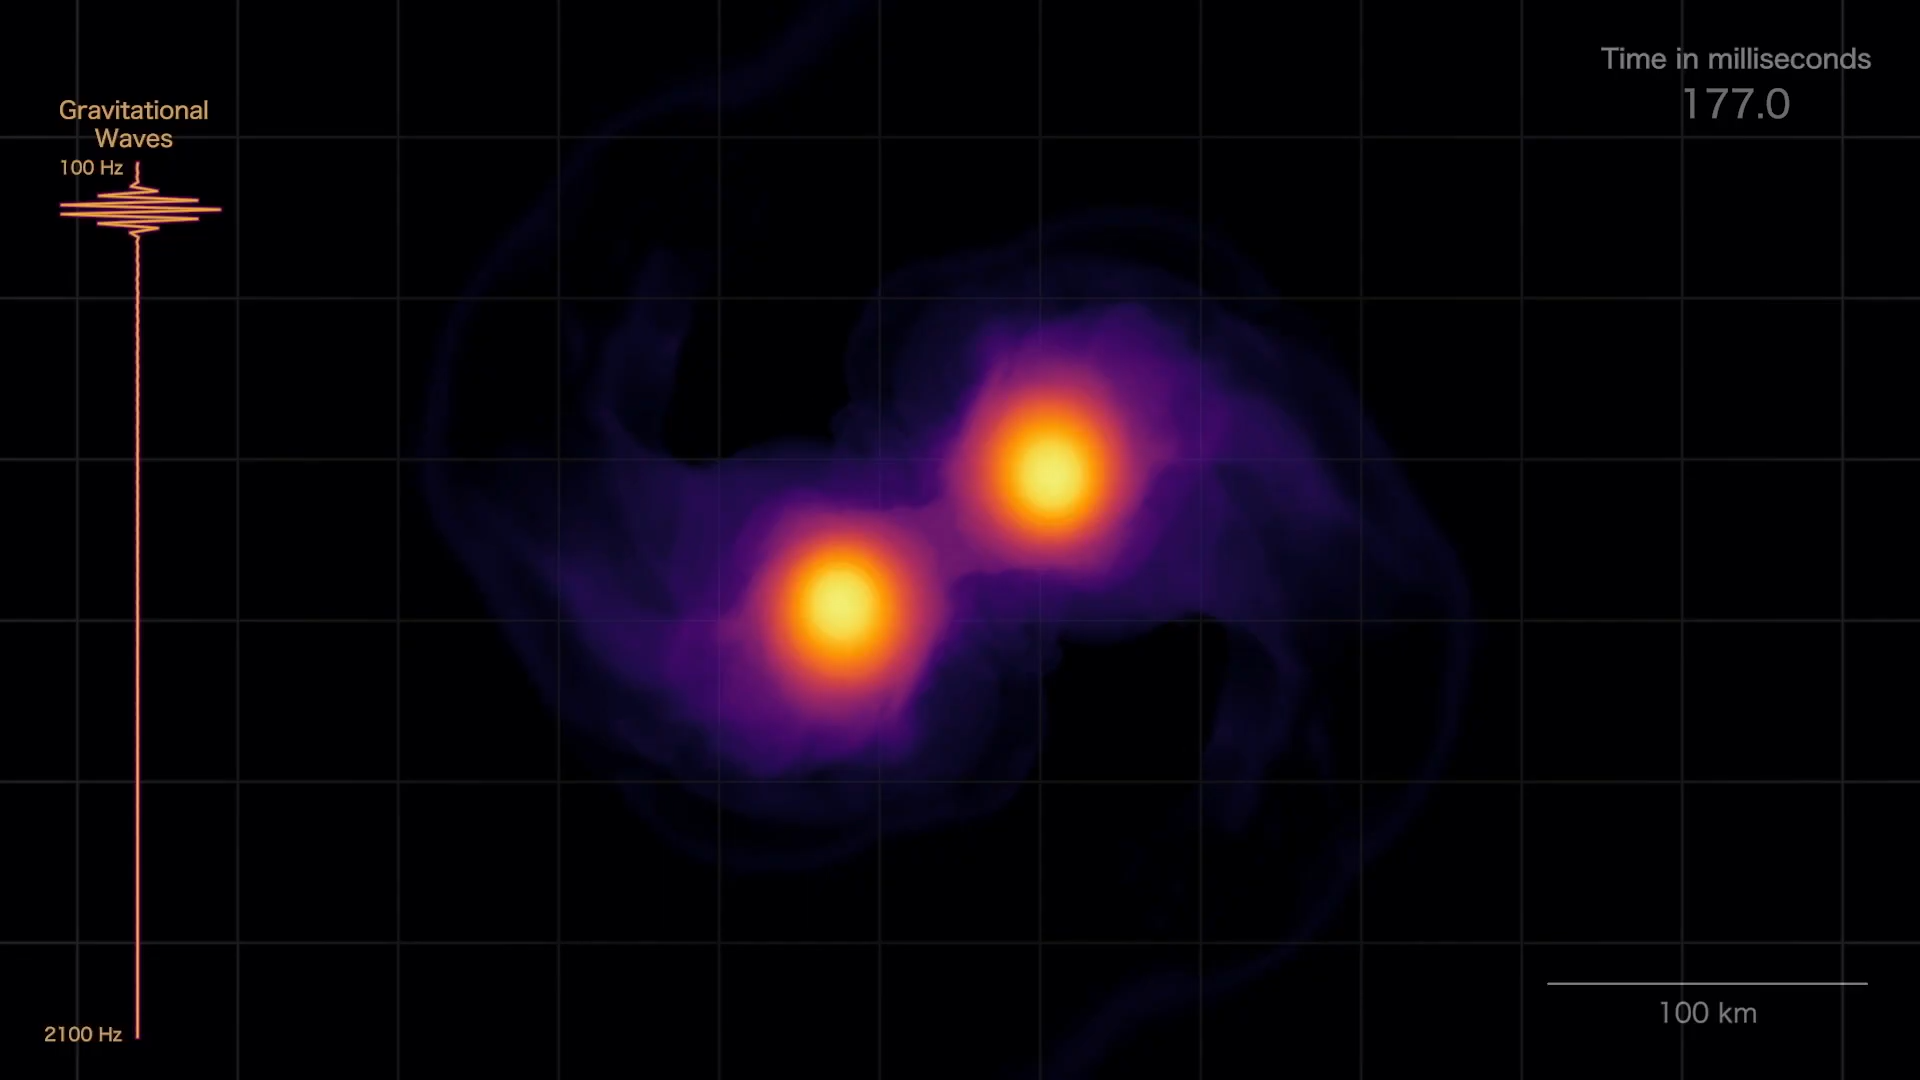 Time in milliseconds
177.0
Gravitational
Waves
100 Hz
2100 Hz
100 km